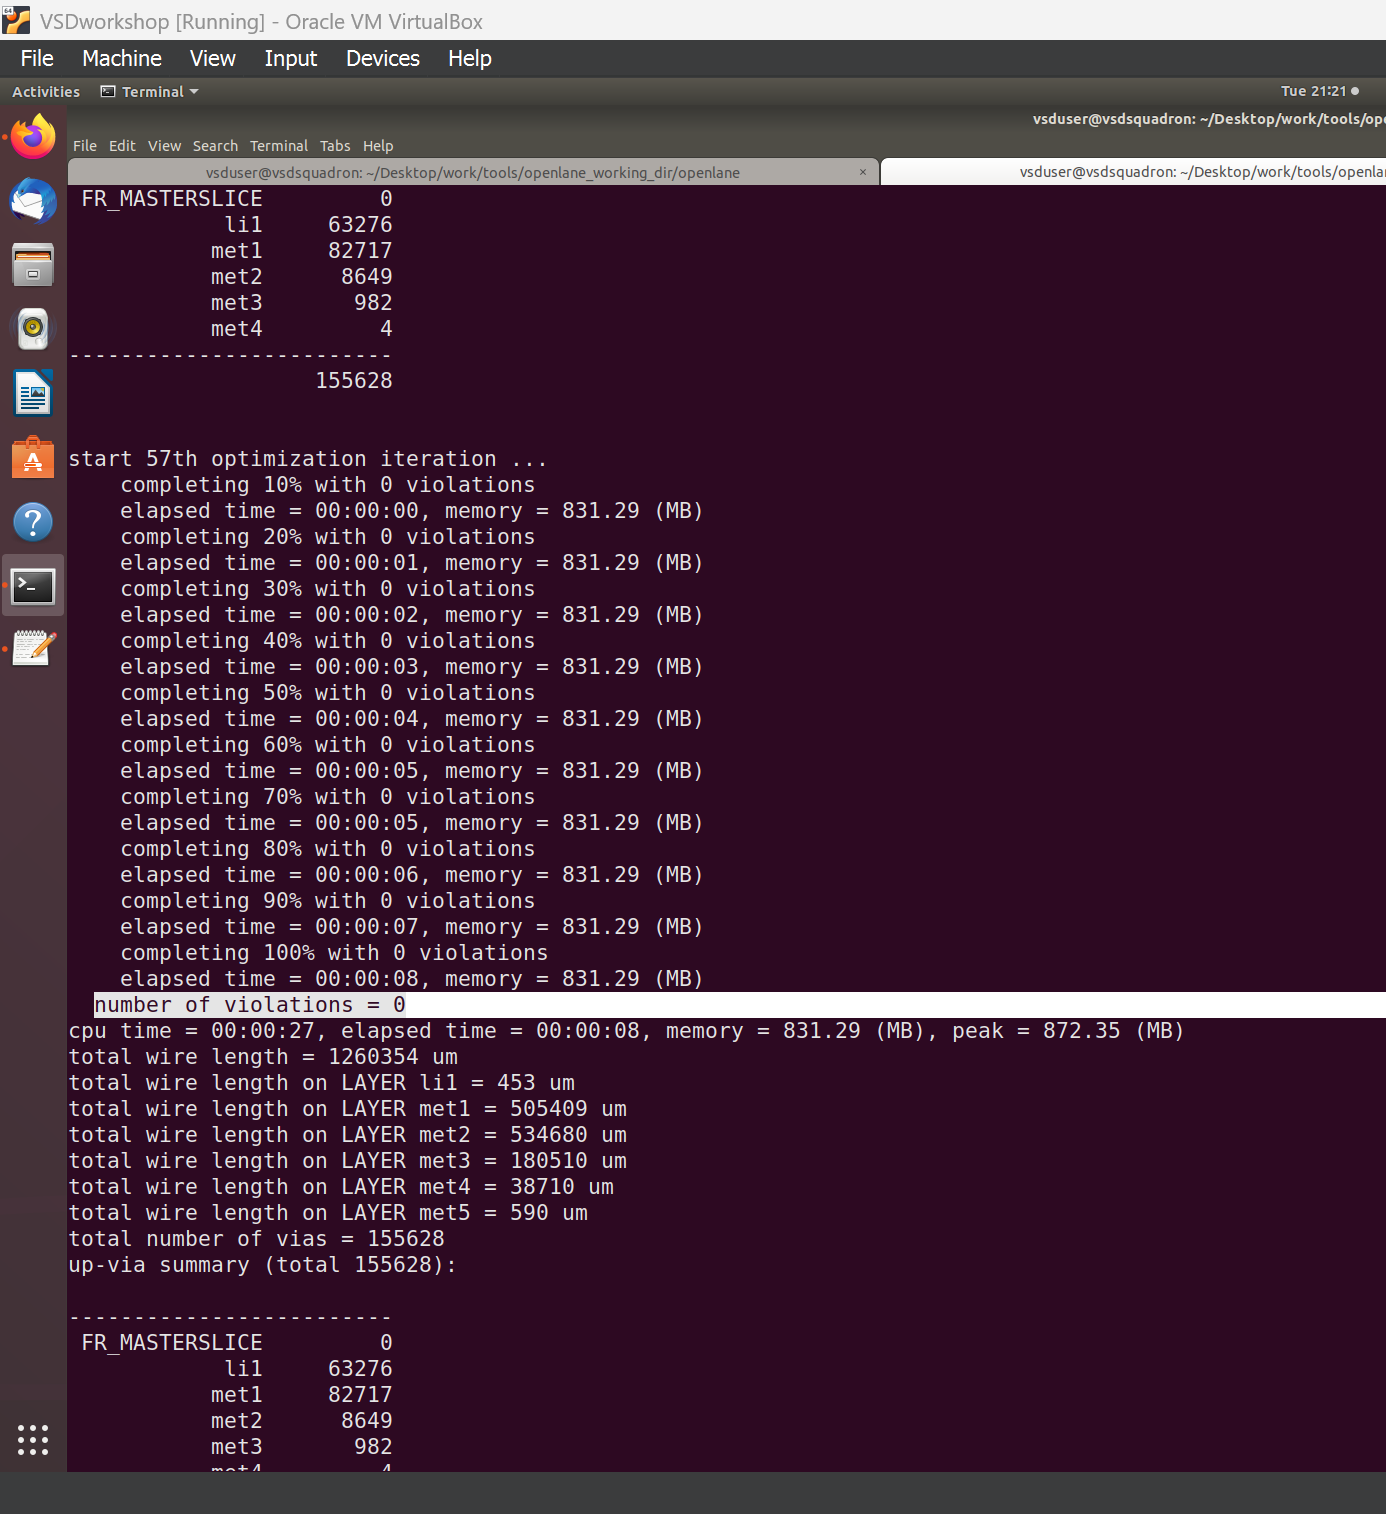 64
VSDworkshop [Running] - Oracle VM VirtualBox
File Machine View Input Devices Help
Activities Terminal Tue 21:21
vsduser@vsdsquadron: ~/Desktop/work/tools/ope
File Edit View Search Terminal Tabs Help
vsduser@vsdsquadron: ~/Desktop/work/tools/openlane_working_dir/openlane × vsduser@vsdsquadron: ~/Desktop/work/tools/openla
FR_MASTERSLICE 0
li1 63276
met1 82717
met2 8649
met3 982
met4 4
-------------------------
155628
start 57th optimization iteration ...
completing 10% with 0 violations
elapsed time = 00:00:00, memory = 831.29 (MB)
completing 20% with 0 violations
elapsed time = 00:00:01, memory = 831.29 (MB)
completing 30% with 0 violations
elapsed time = 00:00:02, memory = 831.29 (MB)
completing 40% with 0 violations
elapsed time = 00:00:03, memory = 831.29 (MB)
completing 50% with 0 violations
elapsed time = 00:00:04, memory = 831.29 (MB)
completing 60% with 0 violations
elapsed time = 00:00:05, memory = 831.29 (MB)
completing 70% with 0 violations
elapsed time = 00:00:05, memory = 831.29 (MB)
completing 80% with 0 violations
elapsed time = 00:00:06, memory = 831.29 (MB)
completing 90% with 0 violations
elapsed time = 00:00:07, memory = 831.29 (MB)
completing 100% with 0 violations
elapsed time = 00:00:08, memory = 831.29 (MB)
number of violations = 0
cpu time = 00:00:27, elapsed time = 00:00:08, memory = 831.29 (MB), peak = 872.35 (MB)
total wire length = 1260354 um
total wire length on LAYER li1 = 453 um
total wire length on LAYER met1 = 505409 um
total wire length on LAYER met2 = 534680 um
total wire length on LAYER met3 = 180510 um
total wire length on LAYER met4 = 38710 um
total wire length on LAYER met5 = 590 um
total number of vias = 155628
up-via summary (total 155628):
-------------------------
FR_MASTERSLICE 0
li1 63276
met1 82717
met2 8649
met3 982
met4 4